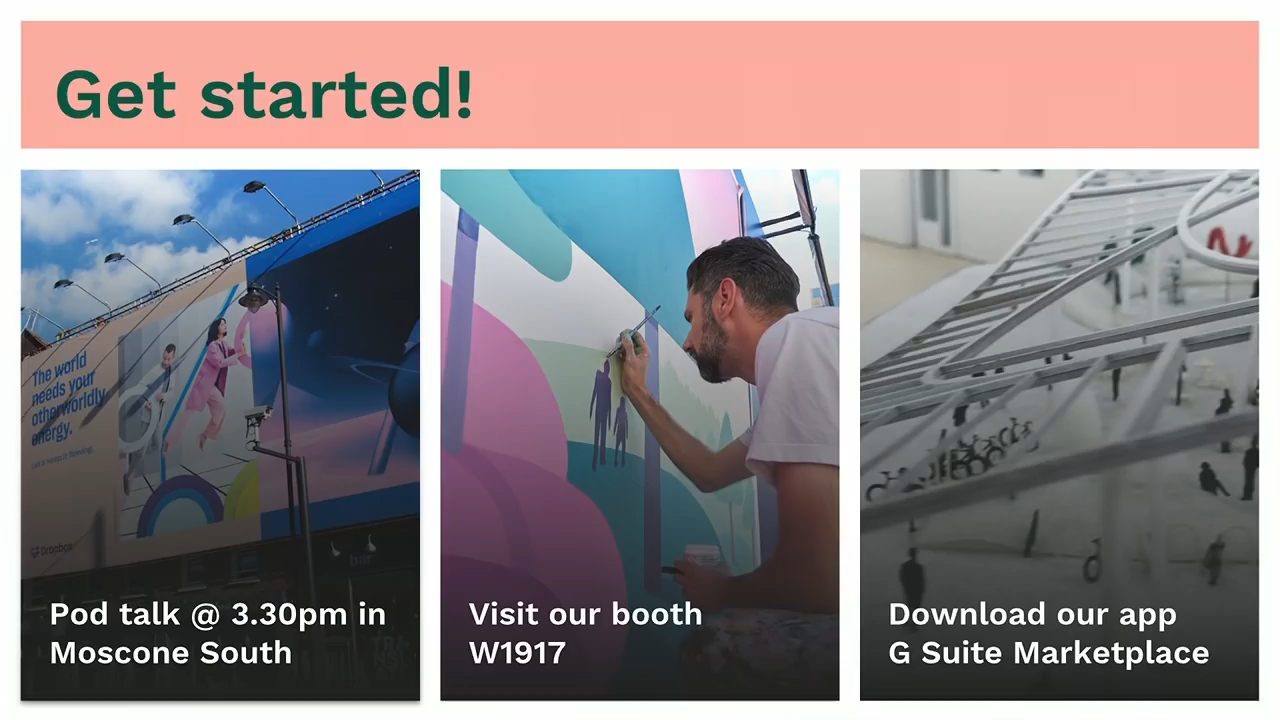 Get started!
The world
needs your
otherworldly
energy.
Dropbox
Pod talk @ 3.30pm in
Moscone South
Visit our booth
W1917
Download our app
G Suite Marketplace